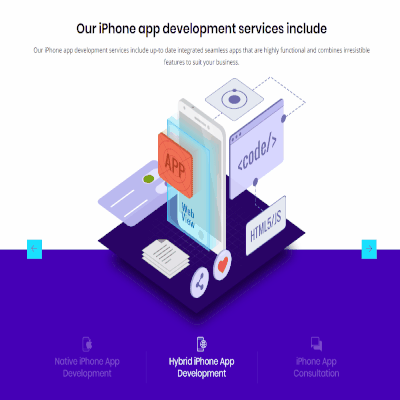 Our iPhone app development services include
Our iPhone app development services include up-to date integrated seamless apps that are highly functional and combines irresistible
features to suit your business.
<code/>
APP
Web
View
HTML5/JS
Native iPhone App
Development
Hybrid iPhone App
Development
iPhone App
Consultation